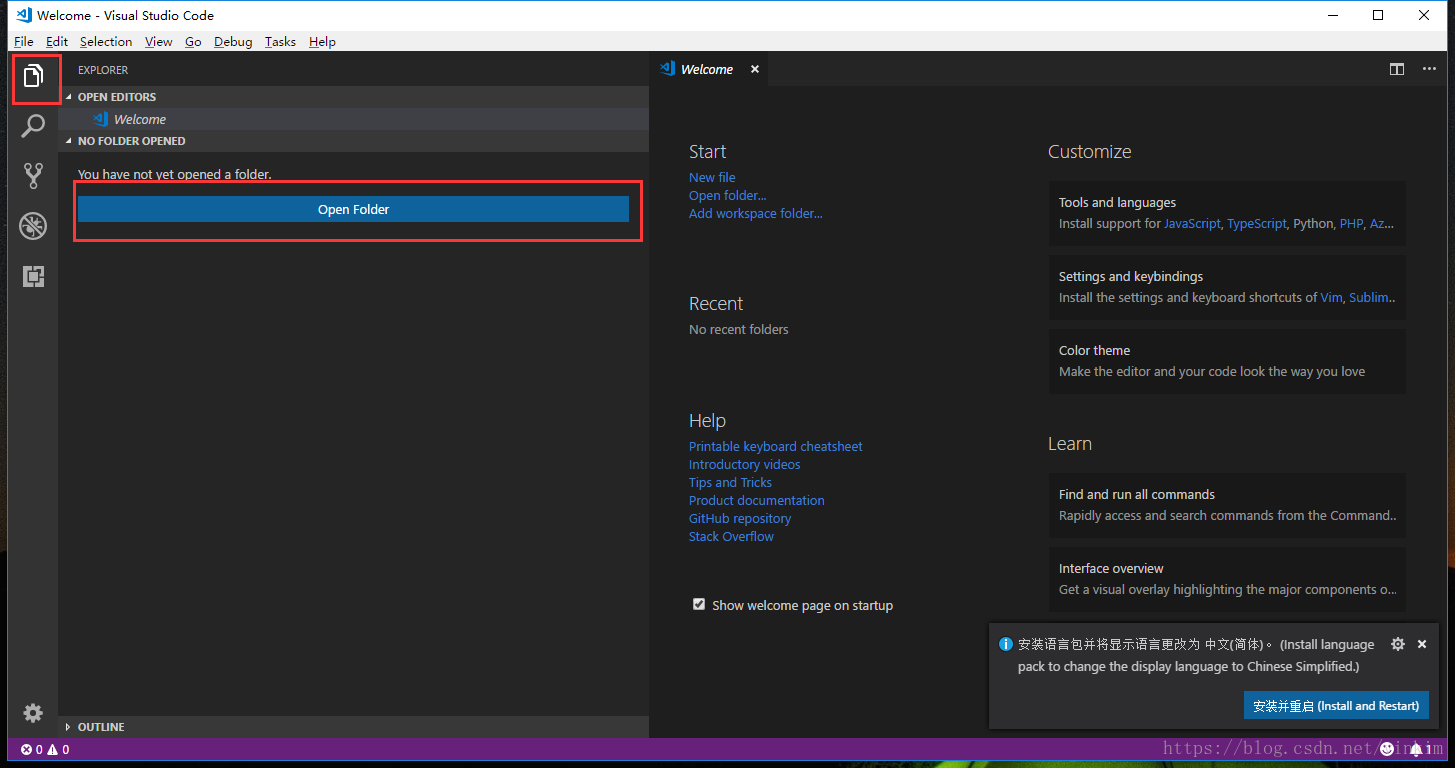 Welcome - Visual Studio Code
File Edit Selection View Go Debug Tasks Help
EXPLORER
OPEN EDITORS
Welcome
NO FOLDER OPENED
You have not yet opened a folder.
Open Folder
OUTLINE
Welcome
Start
New file
Open folder...
Add workspace folder...
Recent
No recent folders
Help
Printable keyboard cheatsheet
Introductory videos
Tips and Tricks
Product documentation
GitHub repository
Stack Overflow
Show welcome page on startup
Customize
Tools and languages
Install support for JavaScript, TypeScript, Python, PHP, Az...
Settings and keybindings
Install the settings and keyboard shortcuts of Vim, Sublim..
Color theme
Make the editor and your code look the way you love
Learn
Find and run all commands
Rapidly access and search commands from the Command..
Interface overview
Get a visual overlay highlighting the major components o...
安装语言包并将显示语言更改为 中文(简体)。 (Install language
pack to change the display language to Chinese Simplified.)
安装并重启 (Install and Restart)
0 0
https://blog.csdn.net/